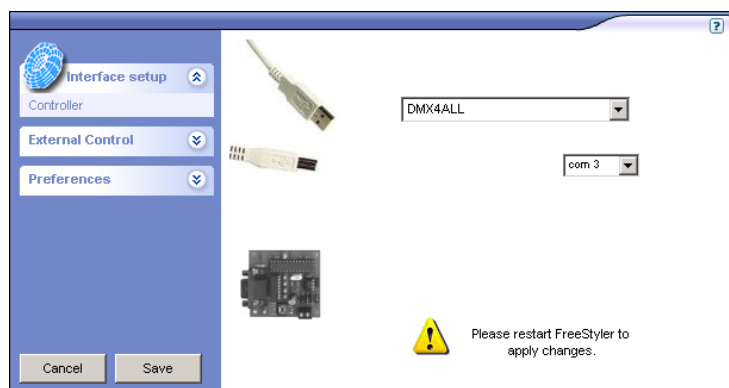 ?
Interface setup
Controller
External Control
Preferences
DMX4ALL
com 3
Please restart FreeStyler to
apply changes.
Cancel
Save